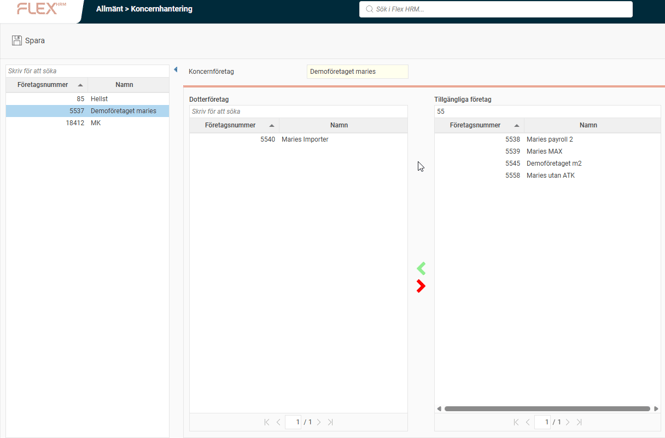 FLEX HRM
Allmänt > Koncernhantering
Sök i Flex HRM...
Spara
Skriv för att söka
Företagsnummer Namn
85 Hellst
5537 Demoföretaget maries
18412 MK
Koncernföretag Demoföretaget maries
Dotterföretag
Skriv för att söka
Företagsnummer Namn
5540 Maries Importer
1 / 1
Tillgängliga företag
55
Företagsnummer Namn
5538 Maries payroll 2
5539 Maries MAX
5545 Demoföretaget m2
5558 Maries utan ATK
1 / 1